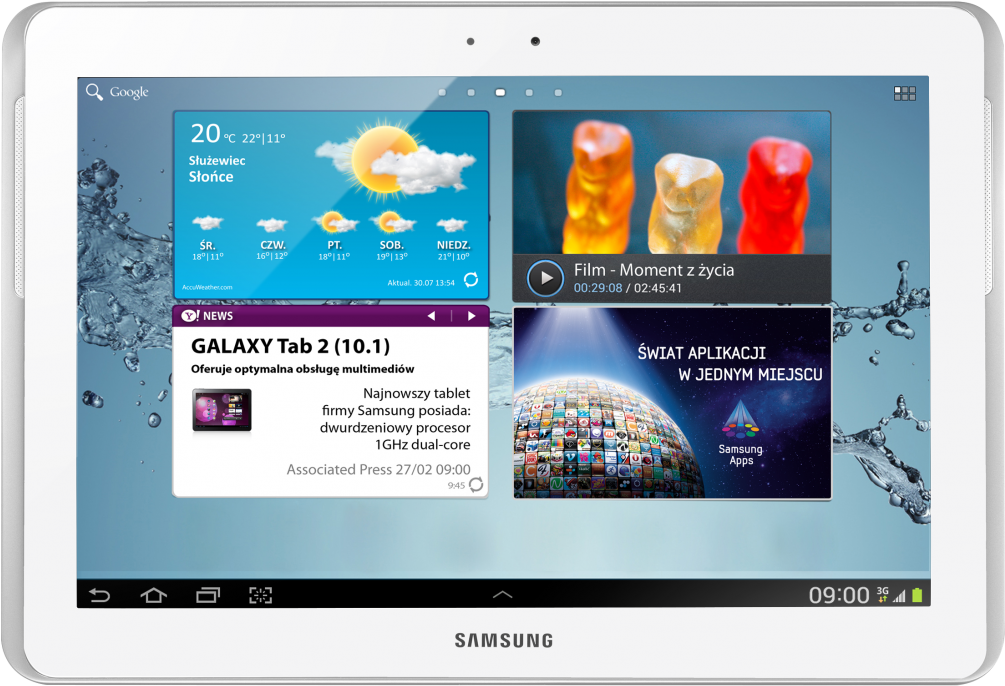 Google
20 °C 22°|11°
Służewiec
Słońce
ŚR. CZW. PT. SOB. NIEDZ.
18°|11° 16°|12° 18°|11° 19°|13° 21°|10°
AccuWeather.com
Aktual. 30.07 13:54
Film - Moment z życia
00:29:08 / 02:45:41
Y! NEWS
GALAXY Tab 2 (10.1)
Oferuje optymalna obsługę multimediów
Najnowszy tablet
firmy Samsung posiada:
dwurdzeniowy procesor
1GHz dual-core
Associated Press 27/02 09:00
9:45
ŚWIAT APLIKACJI
W JEDNYM MIEJSCU
Samsung
Apps
09:00 3G
SAMSUNG